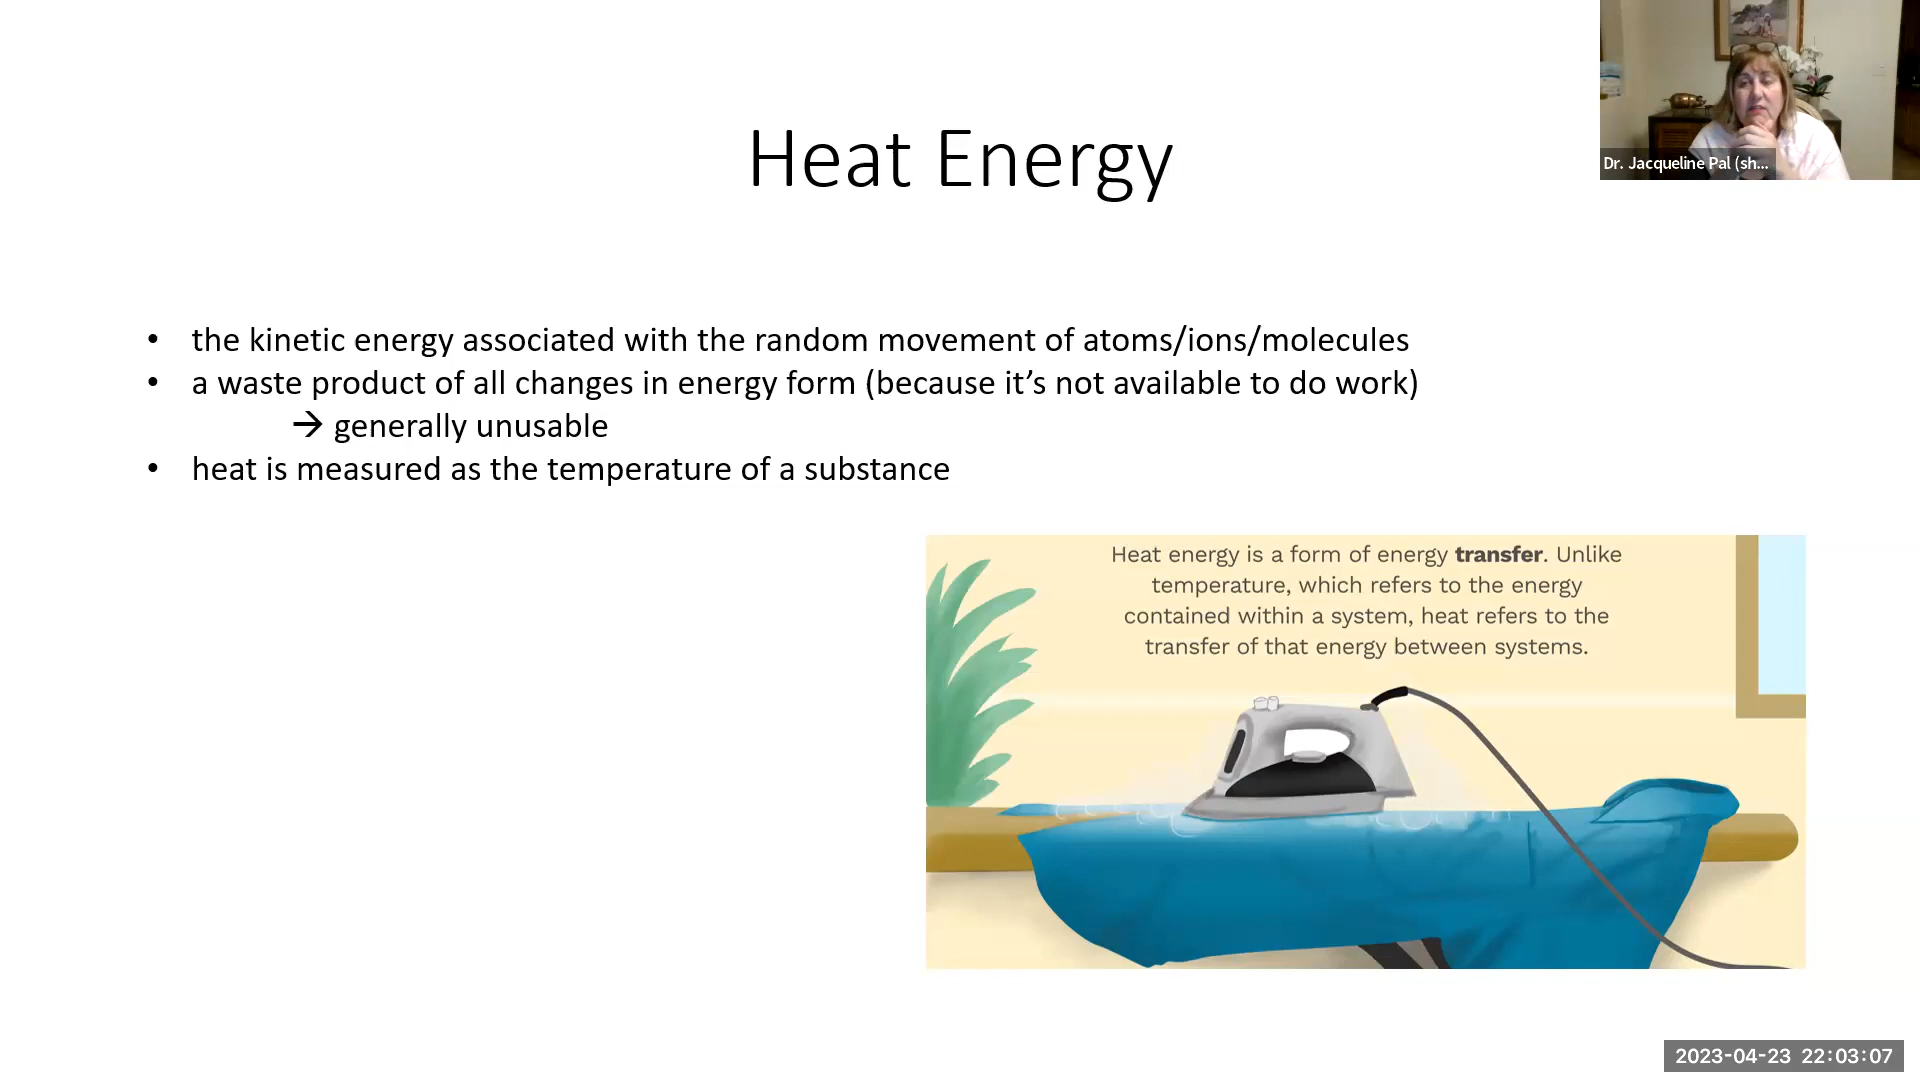 Heat Energy
Dr. Jacqueline Pal (sh...
• the kinetic energy associated with the random movement of atoms/ions/molecules
• a waste product of all changes in energy form (because it’s not available to do work)
→ generally unusable
• heat is measured as the temperature of a substance
Heat energy is a form of energy transfer. Unlike
temperature, which refers to the energy
contained within a system, heat refers to the
transfer of that energy between systems.
2023-04-23 22:03:07